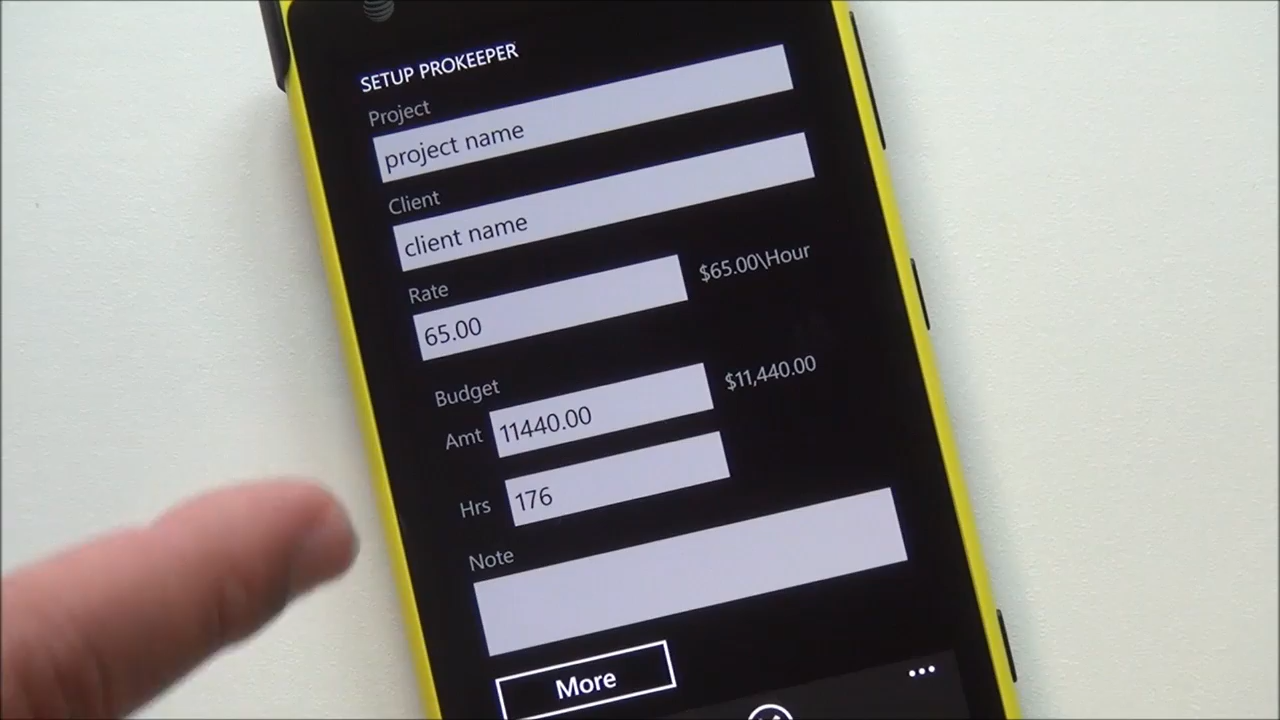 SETUP PROKEEPER
Project
project name
Client
client name
Rate
65.00 $65.00\Hour
Budget
Amt 11440.00 $11,440.00
Hrs 176
Note
More